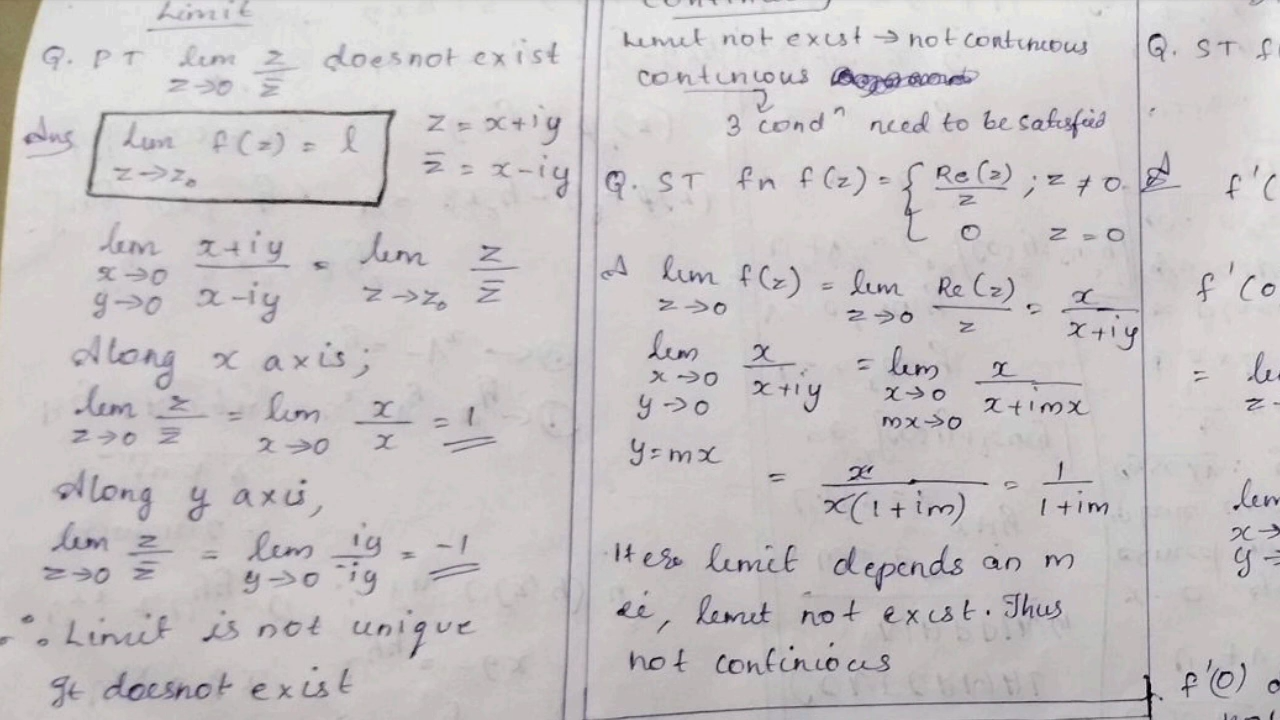 Limit
Q. PT lim z→0 z/z̅ doesnot exist
Ans lim z→z₀ f(z) = l
z = x+iy
z̅ = x-iy
lim x→0 y→0 x+iy/x-iy = lim z→z₀ z/z̅
Along x axis;
lim z→0 z/z̅ = lim x→0 x/x = 1
Along y axis,
lim z→0 z/z̅ = lim y→0 iy/-iy = -1
∴ Limit is not unique
It doesnot exist
Limit not exist → not continuous
continuous
3 condⁿ need to be satisfied
Q. ST fn f(z) = { Re(z)/z ; z ≠ 0
0 z = 0
A lim z→0 f(z) = lim z→0 Re(z)/z = x/x+iy
lim x→0 y→0 x/x+iy = lim x→0 mx→0 x/x+imx
y=mx
= x/x(1+im) = 1/1+im
Here limit depends on m
ie, limit not exist. Thus
not continious
Q. ST
f'(
f'(0
=
lim
x→
y→
f'(0)